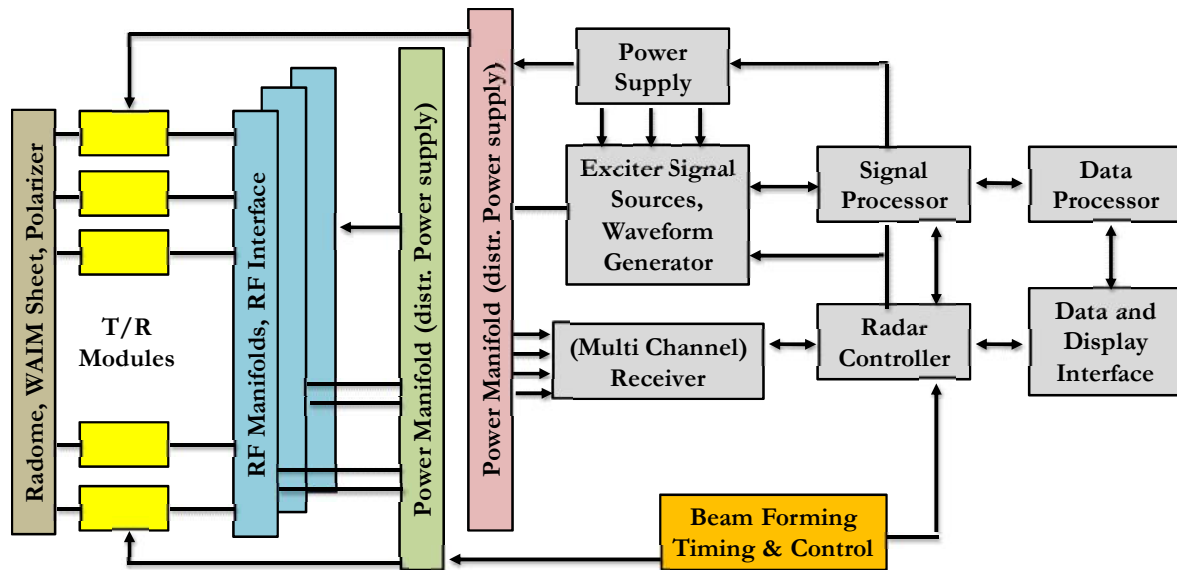 Radome, WAIM Sheet, Polarizer
T/R
Modules
RF Manifolds, RF Interface
Power Manifold (distr. Power supply)
Power Manifold (distr. Power supply)
Power
Supply
Exciter Signal
Sources,
Waveform
Generator
Signal
Processor
Data
Processor
(Multi Channel)
Receiver
Radar
Controller
Data and
Display
Interface
Beam Forming
Timing & Control